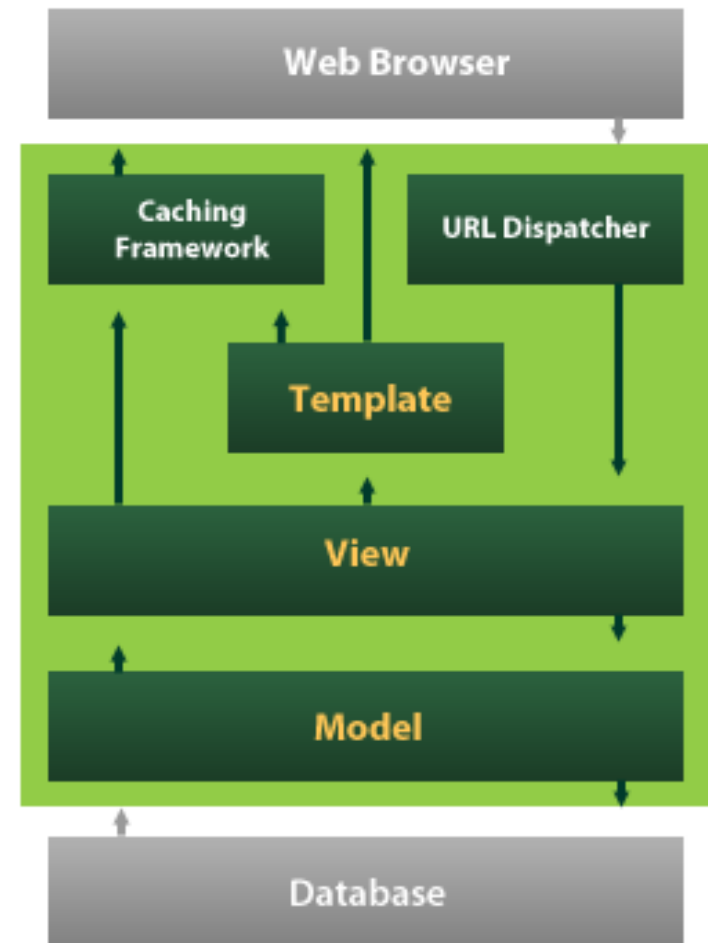 Web Browser
Caching
Framework
URL Dispatcher
Template
View
Model
Database